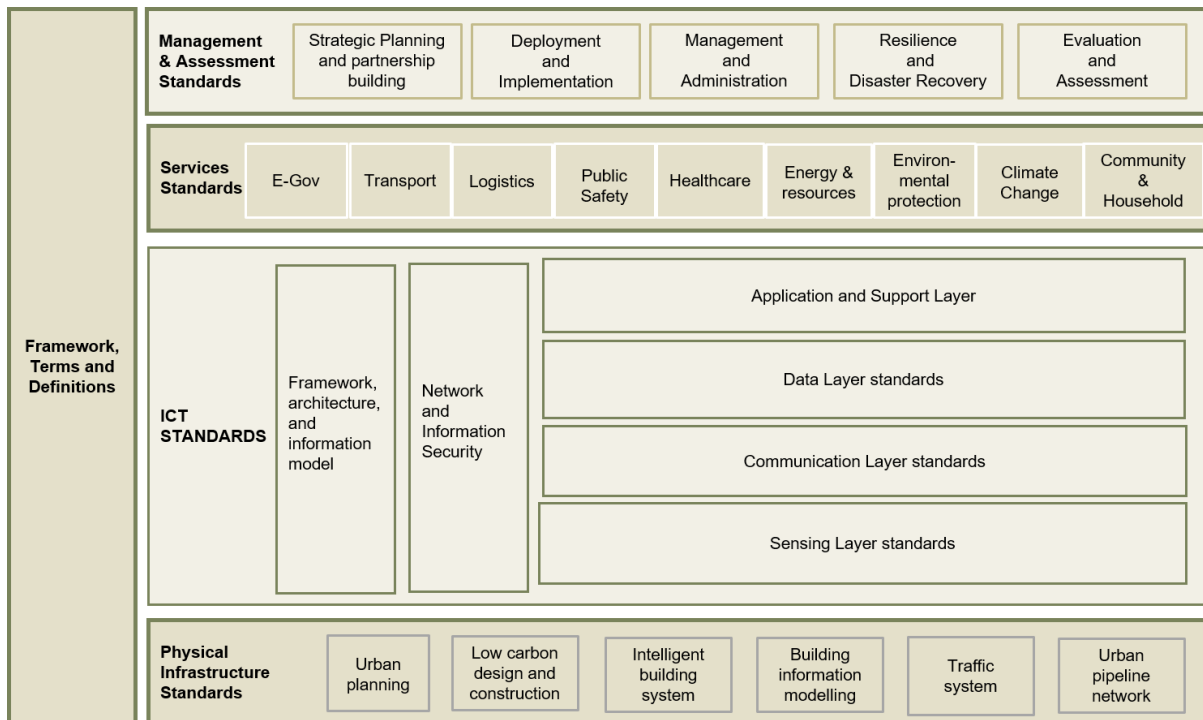 Framework,
Terms and
Definitions
Management
& Assessment
Standards
Strategic Planning
and partnership
building
Deployment
and
Implementation
Management
and
Administration
Resilience
and
Disaster Recovery
Evaluation
and
Assessment
Services
Standards
E-Gov
Transport
Logistics
Public
Safety
Healthcare
Energy &
resources
Environ-
mental
protection
Climate
Change
Community
&
Household
ICT
STANDARDS
Framework,
architecture,
and
information
model
Network
and
Information
Security
Application and Support Layer
Data Layer standards
Communication Layer standards
Sensing Layer standards
Physical
Infrastructure
Standards
Urban
planning
Low carbon
design and
construction
Intelligent
building
system
Building
information
modelling
Traffic
system
Urban
pipeline
network